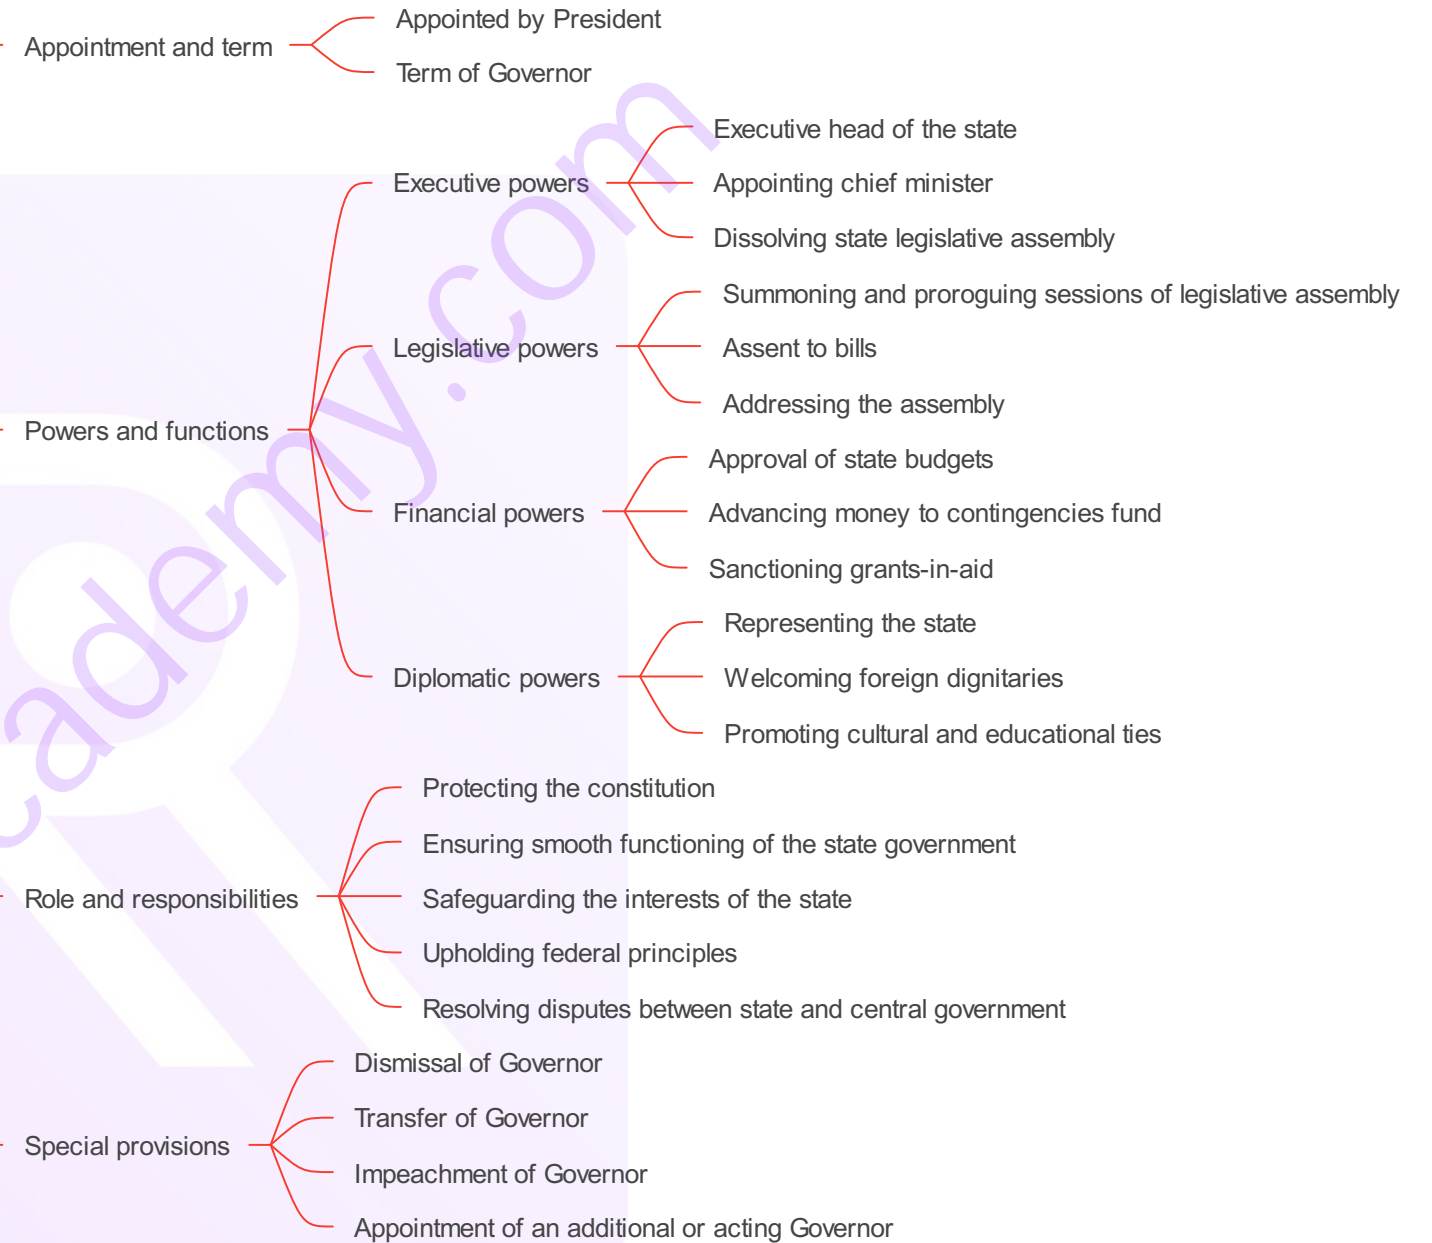 Appointment and term
Appointed by President
Term of Governor
Powers and functions
Executive powers
Executive head of the state
Appointing chief minister
Dissolving state legislative assembly
Legislative powers
Summoning and proroguing sessions of legislative assembly
Assent to bills
Addressing the assembly
Financial powers
Approval of state budgets
Advancing money to contingencies fund
Sanctioning grants-in-aid
Diplomatic powers
Representing the state
Welcoming foreign dignitaries
Promoting cultural and educational ties
Role and responsibilities
Protecting the constitution
Ensuring smooth functioning of the state government
Safeguarding the interests of the state
Upholding federal principles
Resolving disputes between state and central government
Special provisions
Dismissal of Governor
Transfer of Governor
Impeachment of Governor
Appointment of an additional or acting Governor
cademy.com